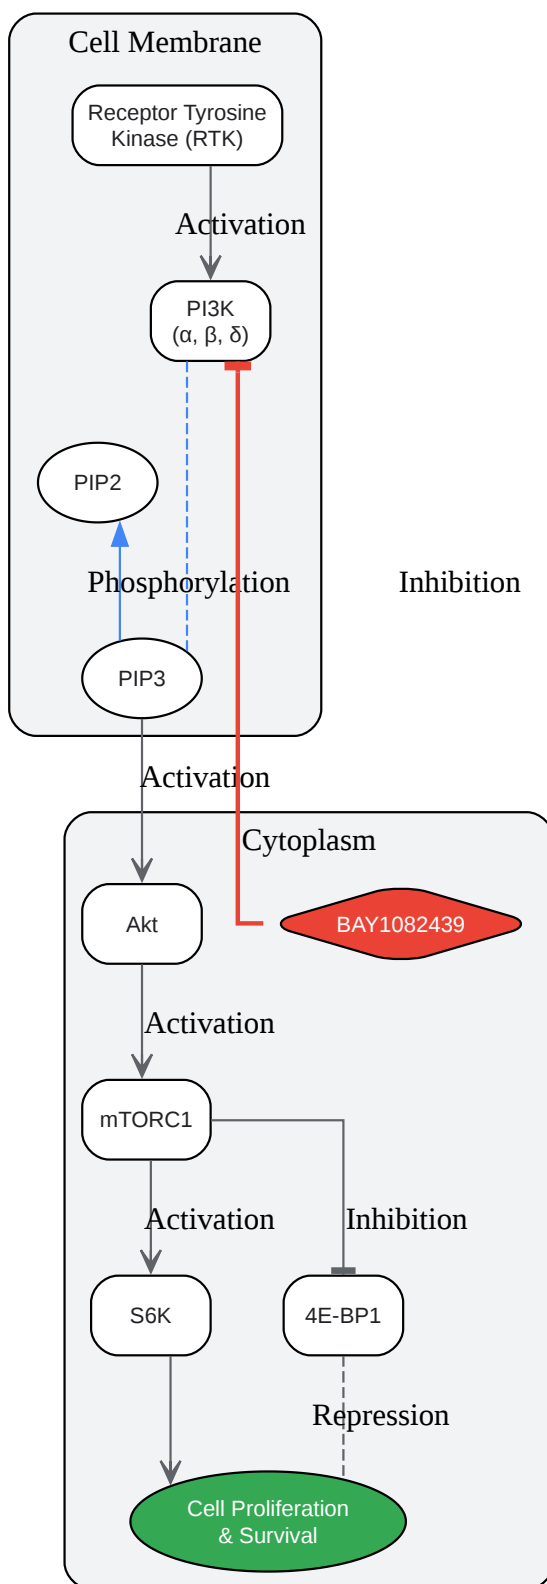 Cell Membrane
Receptor Tyrosine
Kinase (RTK)
Activation
PI3K
(α, β, δ)
PIP2
Phosphorylation
Inhibition
PIP3
Activation
Cytoplasm
Akt
BAY1082439
Activation
mTORC1
Activation
Inhibition
S6K
4E-BP1
Repression
Cell Proliferation
& Survival